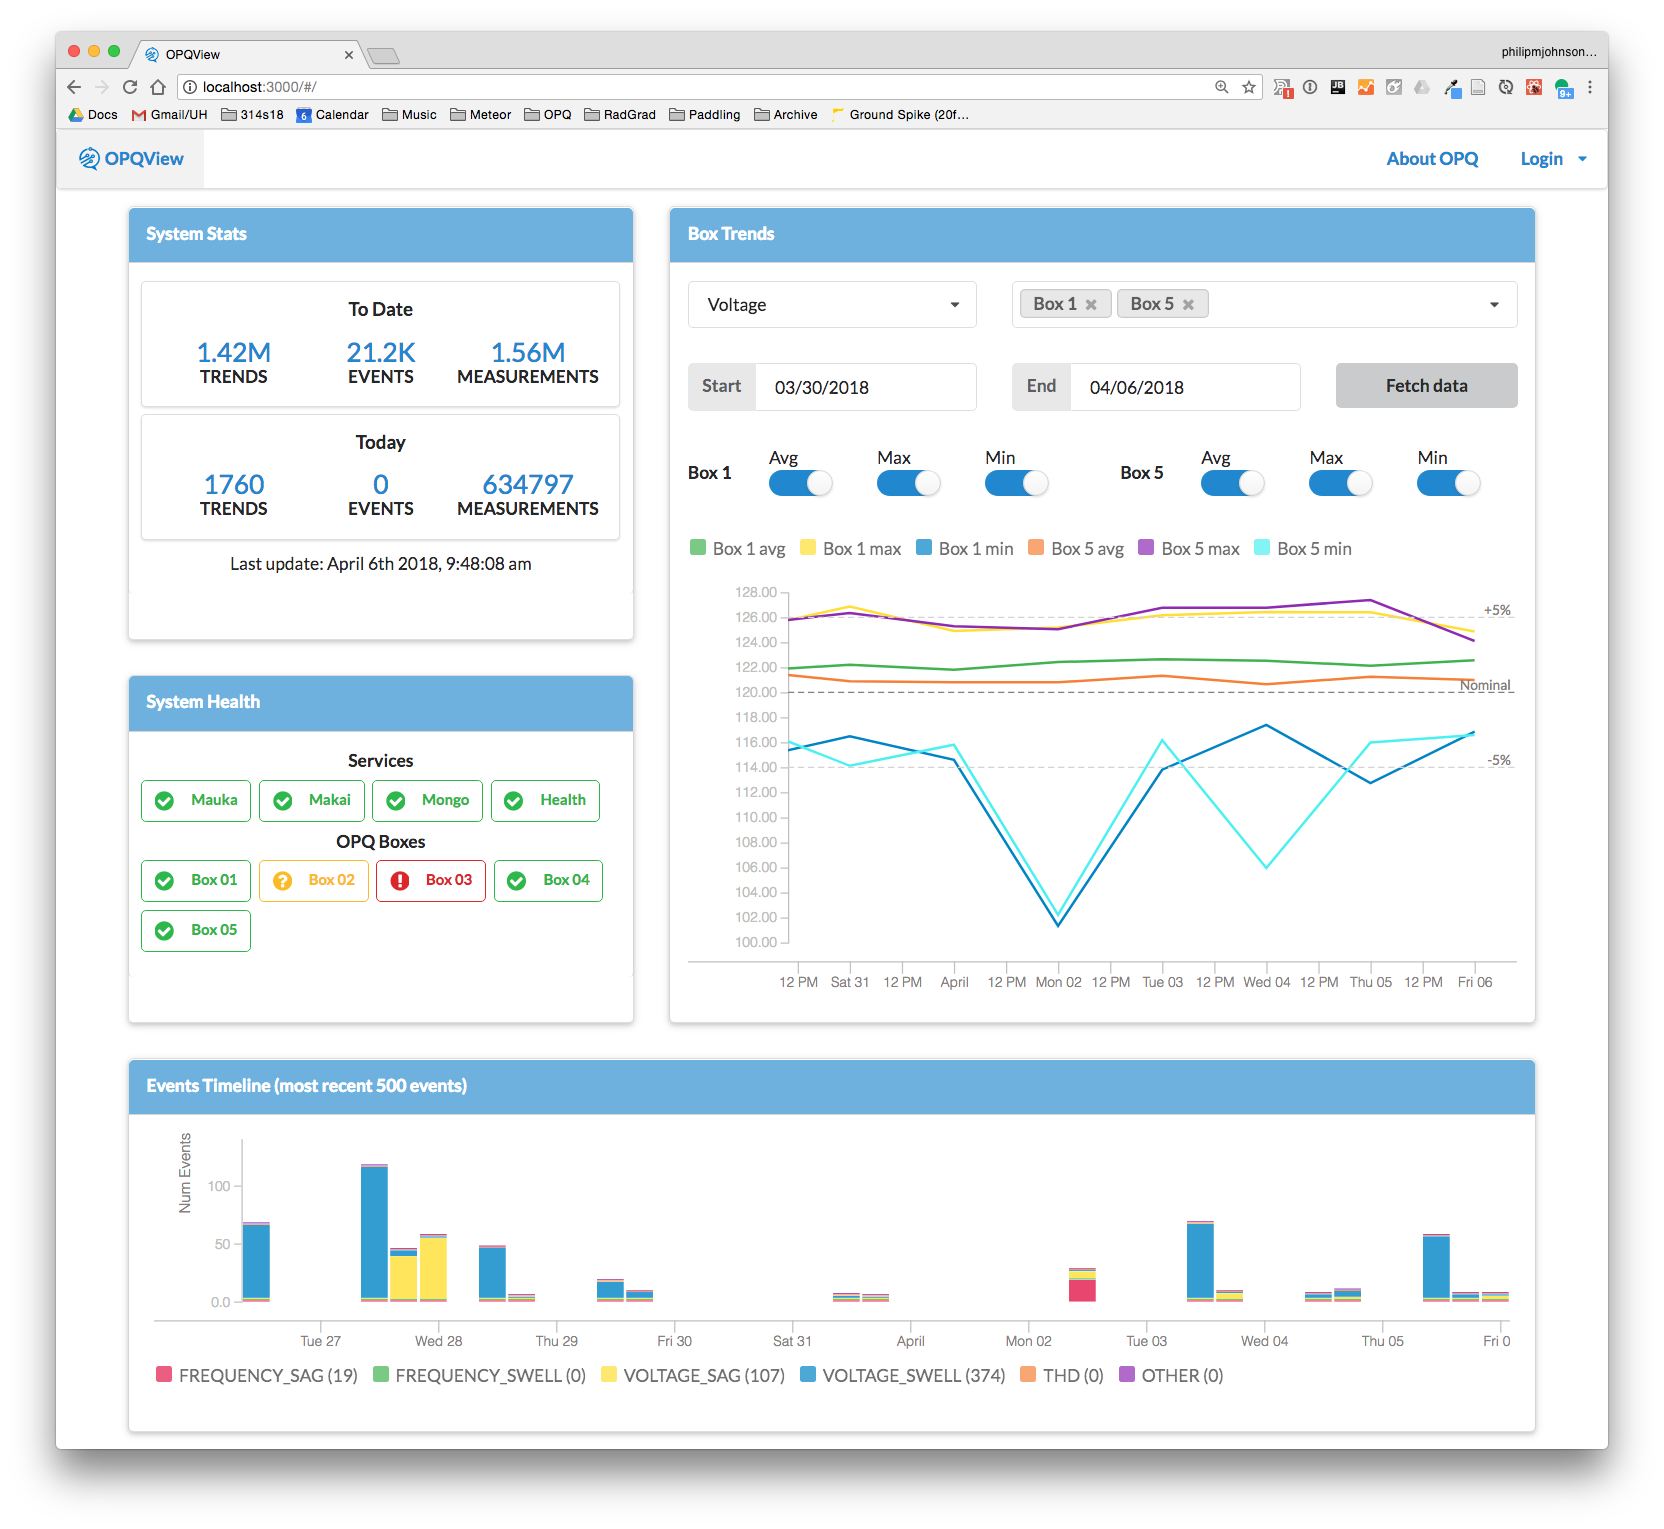 OPQView
philipmjohnson...
localhost:3000/#/
Docs Gmail/UH 314s18 Calendar Music Meteor OPQ RadGrad Paddling Archive Ground Spike (20f...
OPQView About OPQ Login
System Stats
To Date
1.42M 21.2K 1.56M
TRENDS EVENTS MEASUREMENTS
Today
1760 0 634797
TRENDS EVENTS MEASUREMENTS
Last update: April 6th 2018, 9:48:08 am
System Health
Services
Mauka Makai Mongo Health
OPQ Boxes
Box 01 Box 02 Box 03 Box 04
Box 05
Box Trends
Voltage Box 1 Box 5
Start 03/30/2018 End 04/06/2018 Fetch data
Avg Max Min Avg Max Min
Box 1 Box 5
Box 1 avg Box 1 max Box 1 min Box 5 avg Box 5 max Box 5 min
128.00
126.00 +5%
124.00
122.00
120.00 Nominal
118.00
116.00
114.00 -5%
112.00
110.00
108.00
106.00
104.00
102.00
100.00
12 PM Sat 31 12 PM April 12 PM Mon 02 12 PM Tue 03 12 PM Wed 04 12 PM Thu 05 12 PM Fri 06
Events Timeline (most recent 500 events)
Num Events
100
50
0.0
Tue 27 Wed 28 Thu 29 Fri 30 Sat 31 April Mon 02 Tue 03 Wed 04 Thu 05 Fri 0
FREQUENCY_SAG (19) FREQUENCY_SWELL (0) VOLTAGE_SAG (107) VOLTAGE_SWELL (374) THD (0) OTHER (0)